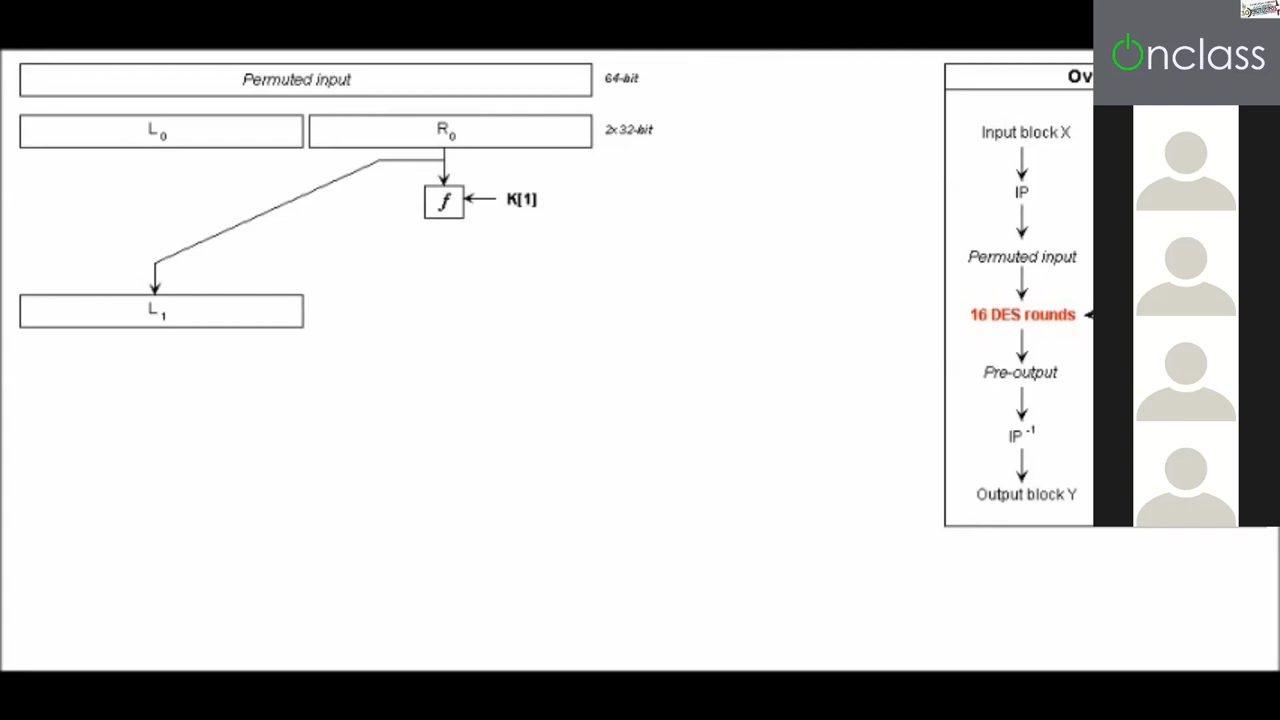 Permuted input 64-bit
L0 R0 2x32-bit
f K[1]
L1
Ov
Input block X
IP
Permuted input
16 DES rounds
Pre-output
IP -1
Output block Y
Onclass